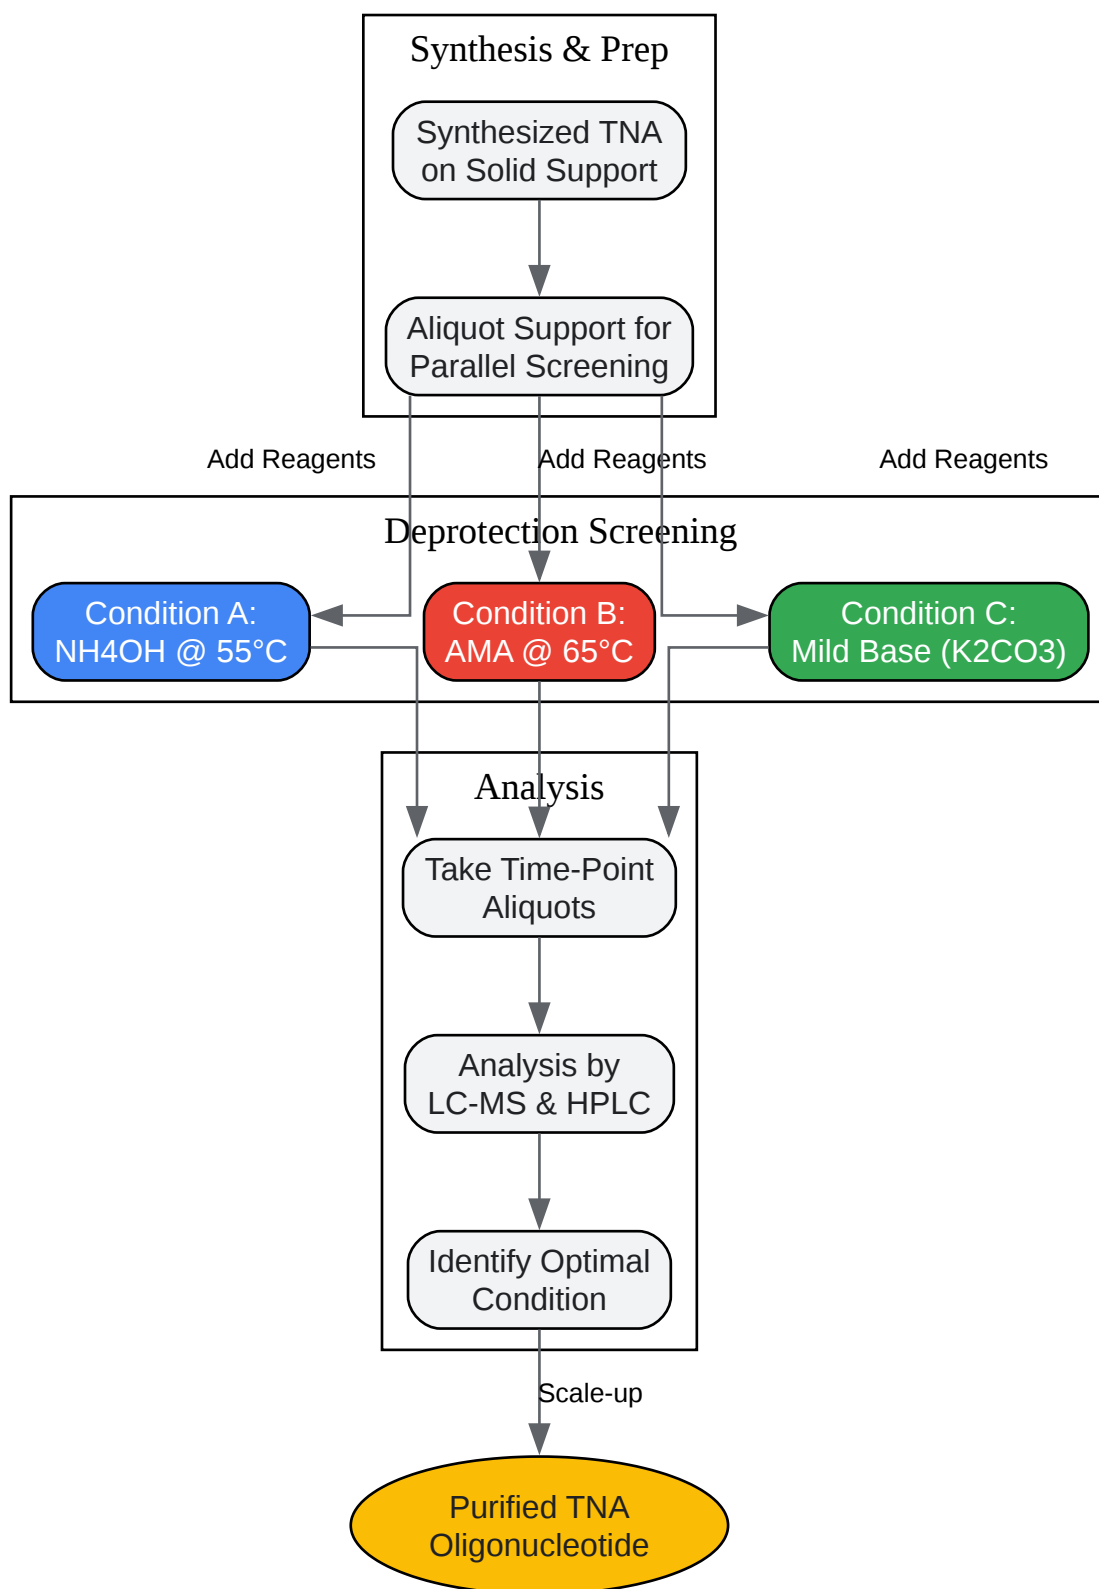 Synthesis & Prep
Synthesized TNA
on Solid Support
Aliquot Support for
Parallel Screening
Add Reagents
Add Reagents
Add Reagents
Deprotection Screening
Condition A:
NH4OH @ 55°C
Condition B:
AMA @ 65°C
Condition C:
Mild Base (K2CO3)
Analysis
Take Time-Point
Aliquots
Analysis by
LC-MS & HPLC
Identify Optimal
Condition
Scale-up
Purified TNA
Oligonucleotide